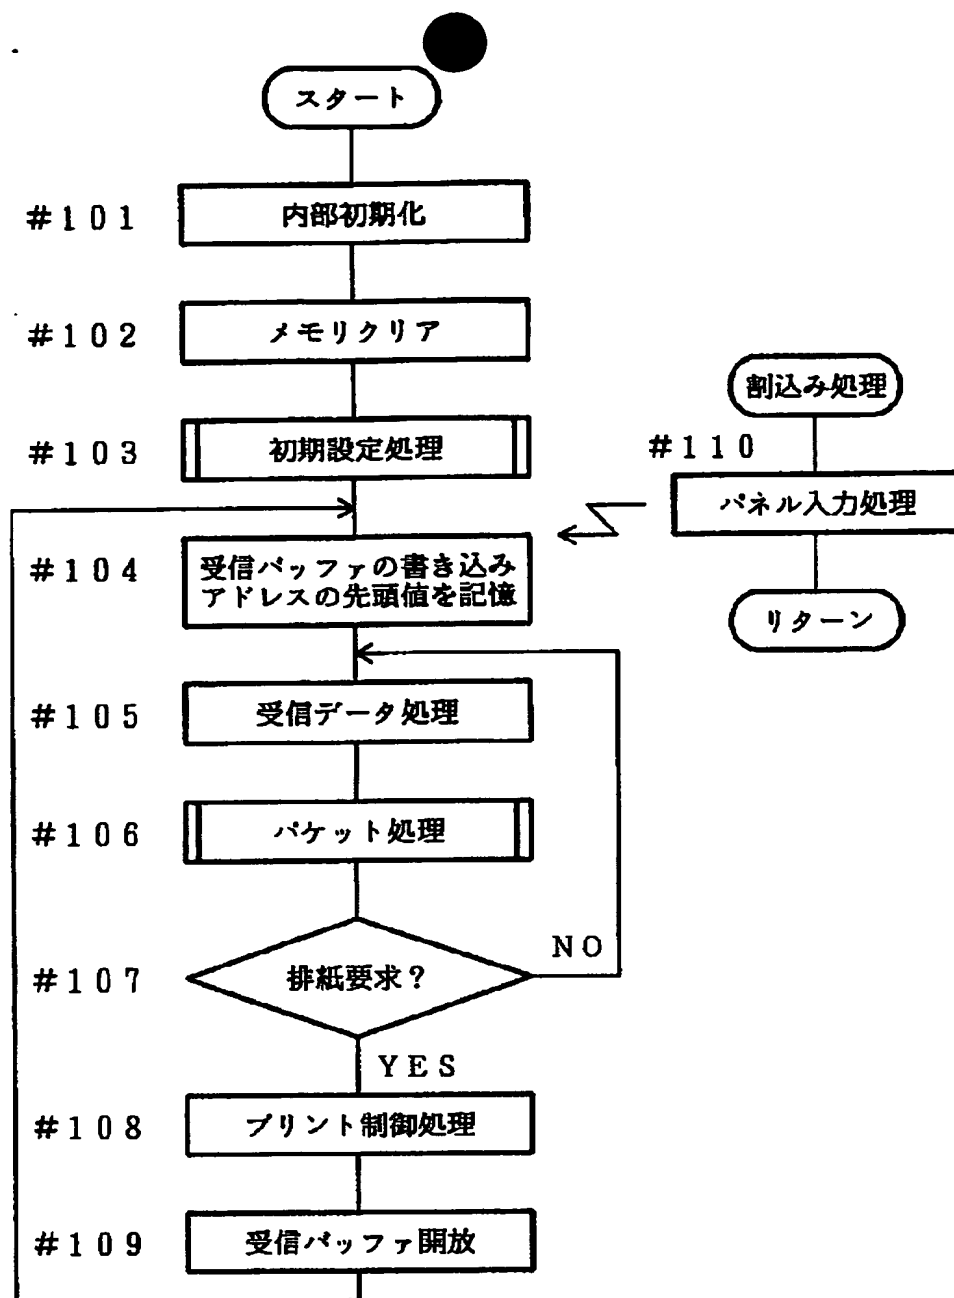 スタート
#101 内部初期化
#102 メモリクリア
割込み処理
#103 初期設定処理
#110
パネル入力処理
#104 受信バッファの書き込み
アドレスの先頭値を記憶
リターン
#105 受信データ処理
#106 パケット処理
NO
#107 排紙要求?
YES
#108 プリント制御処理
#109 受信バッファ開放